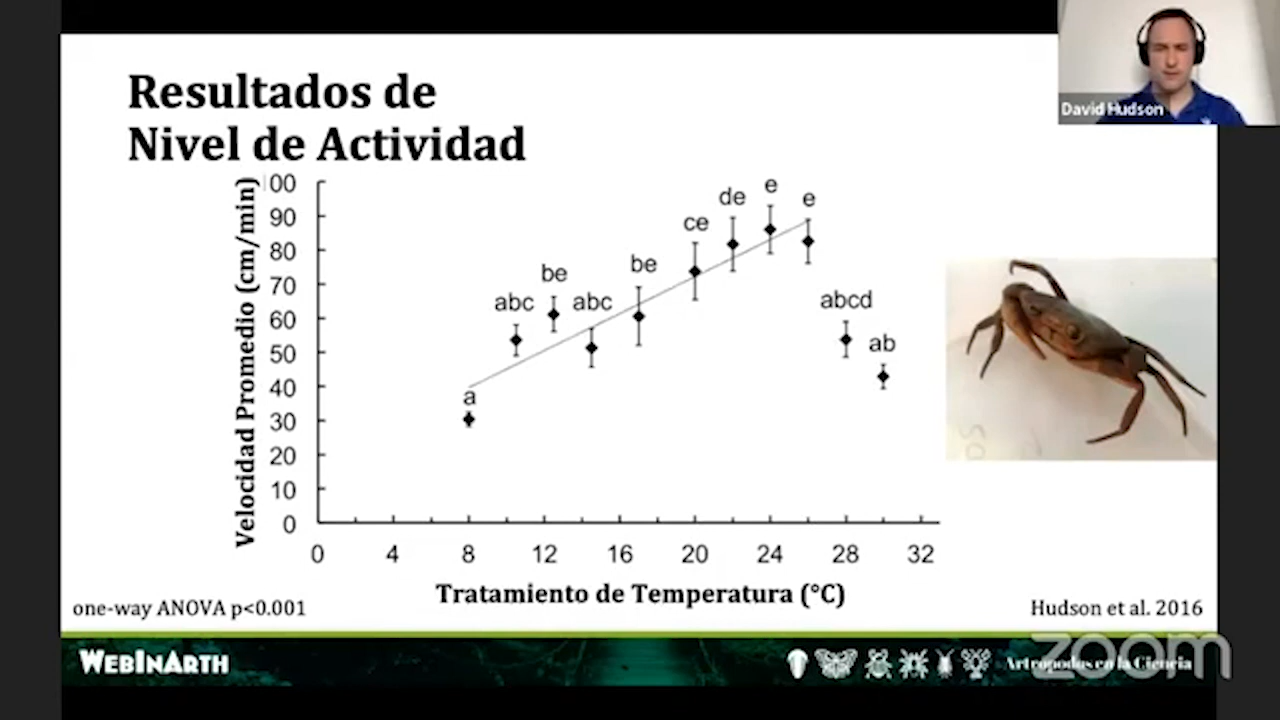 David Hudson
Resultados de
Nivel de Actividad
Velocidad Promedio (cm/min)
00
90
80
70
60
50
40
30
20
10
0
a
abc
be
abc
be
ce
de
e
e
abcd
ab
0 4 8 12 16 20 24 28 32
Tratamiento de Temperatura (°C)
one-way ANOVA p<0.001
Hudson et al. 2016
WEBINARTH
Artrópodos en la Ciencia
zoom